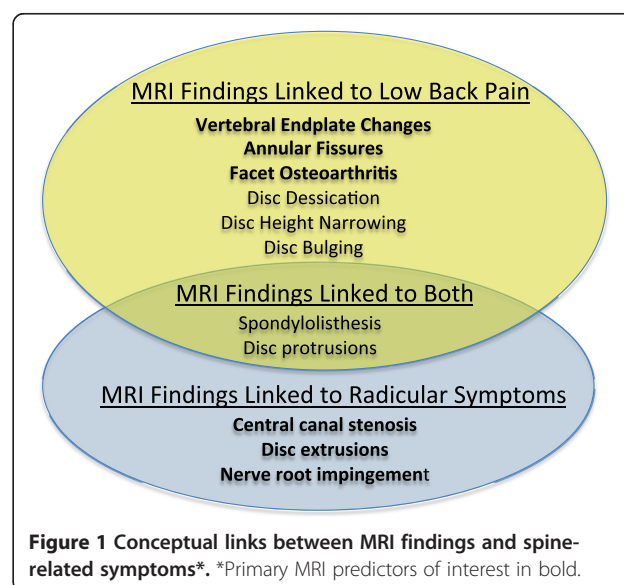 MRI Findings Linked to Low Back Pain
Vertebral Endplate Changes
Annular Fissures
Facet Osteoarthritis
Disc Dessication
Disc Height Narrowing
Disc Bulging
MRI Findings Linked to Both
Spondylolisthesis
Disc protrusions
MRI Findings Linked to Radicular Symptoms
Central canal stenosis
Disc extrusions
Nerve root impingement
Figure 1 Conceptual links between MRI findings and spine-
related symptoms*. *Primary MRI predictors of interest in bold.